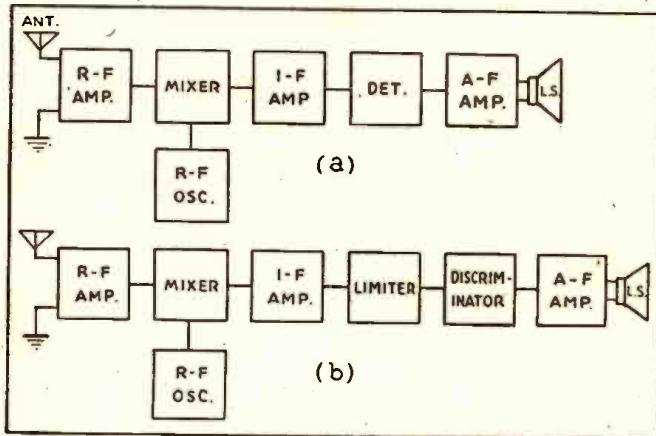 ANT.
R-F
AMP.
MIXER
I-F
AMP
DET.
A-F
AMP.
L.S.
R-F
OSC.
(a)
R-F
AMP.
MIXER
I-F
AMP.
LIMITER
DISCRIM-
INATOR
A-F
AMP.
L.S.
R-F
OSC.
(b)